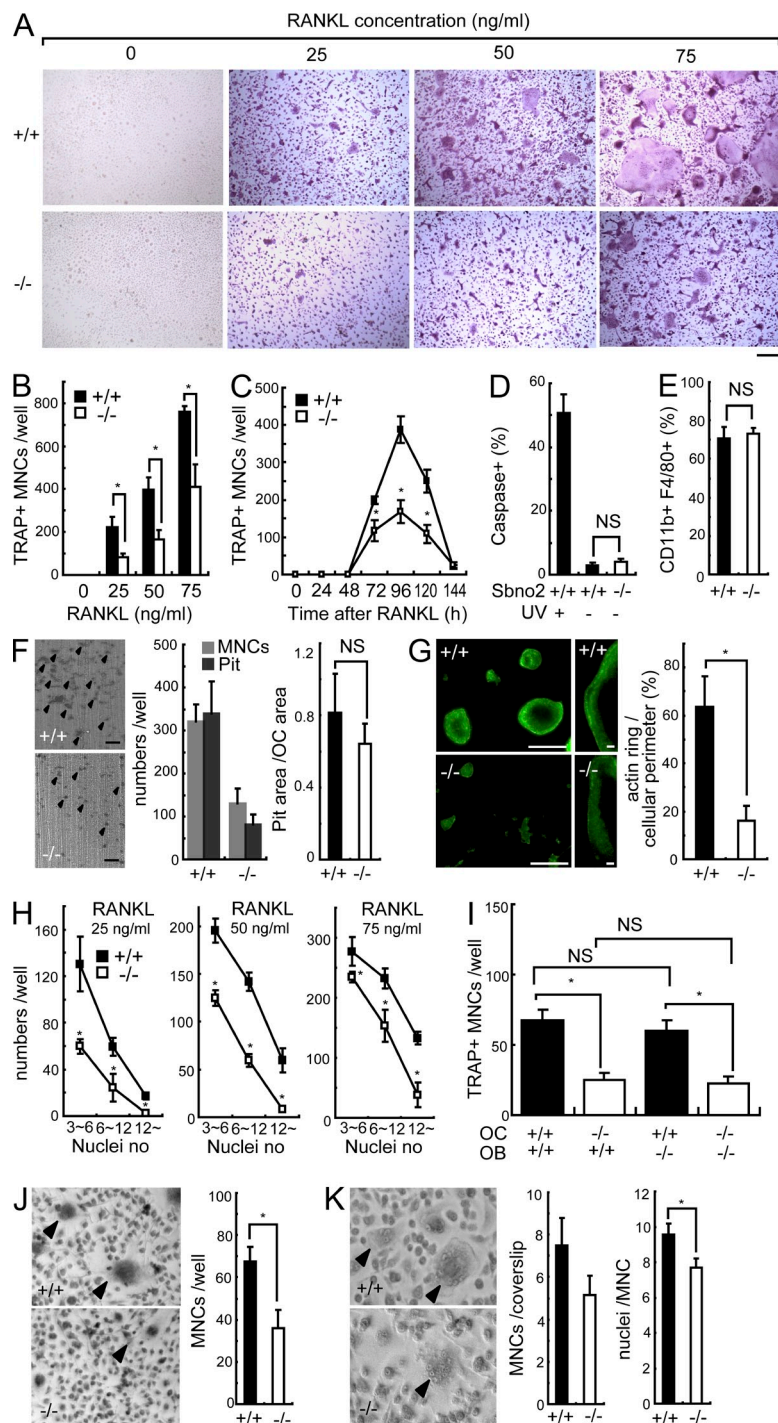 A
RANKL concentration (ng/ml)
0 25 50 75
+/+
-/-
B
+/+
-/-
TRAP+ MNCs /well
800
600
400
200
0
* * *
0 25 50 75
RANKL (ng/ml)
C
+/+
-/-
TRAP+ MNCs /well
500
400
300
200
100
0
* * *
0 24 48 72 96 120 144
Time after RANKL (h)
D
Caspase+ (%)
60
40
20
0
NS
Sbno2 +/+ +/+ -/-
UV + - -
E
CD11b+ F4/80+ (%)
100
80
60
40
20
0
NS
+/+ -/-
F
+/+
-/-
MNCs
Pit
numbers /well
500
400
300
200
100
0
+/+ -/-
NS
Pit area /OC area
1.2
0.8
0.4
0
+/+ -/-
G
+/+ +/+
-/- -/-
actin ring /
cellular perimeter (%)
80
60
40
20
0
*
+/+ -/-
H
RANKL
25 ng/ml
+/+
-/-
numbers /well
160
120
80
40
0
* * *
3~6 6~12 12~
Nuclei no
RANKL
50 ng/ml
200
150
100
50
0
* * *
3~6 6~12 12~
Nuclei no
RANKL
75 ng/ml
300
200
100
0
* * *
3~6 6~12 12~
Nuclei no
I
TRAP+ MNCs /well
100
75
50
25
0
NS
NS
* *
OC +/+ -/- +/+ -/-
OB +/+ +/+ -/- -/-
J
+/+
-/-
MNCs /well
100
80
60
40
20
0
*
+/+ -/-
K
+/+
-/-
MNCs /coverslip
10
8
6
4
2
0
+/+ -/-
nuclei /MNC
12
10
8
6
4
2
0
*
+/+ -/-